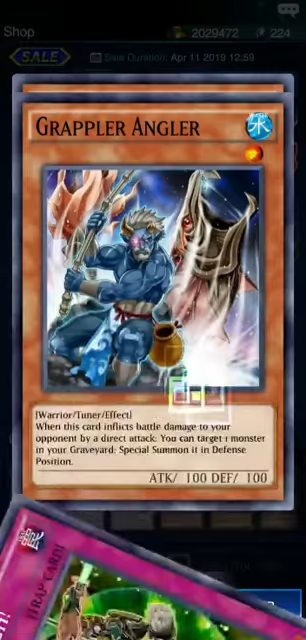 Shop
2029472
224
SALE
Sale Duration: Apr 11 2019 12:59
GRAPPLER ANGLER
水
[Warrior/Tuner/Effect]
When this card inflicts battle damage to your
opponent by a direct attack: You can target 1 monster
in your Graveyard; Special Summon it in Defense
Position.
ATK/ 100 DEF/ 100
TRAP CARD